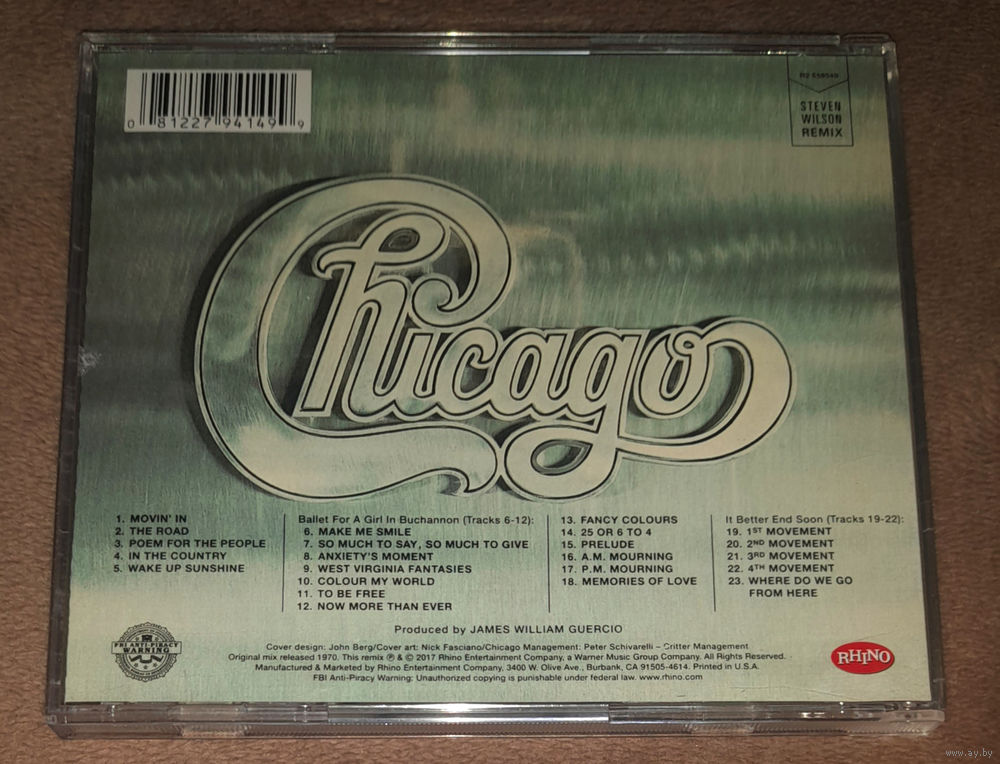 0 81227 94149 9
R2 559549
STEVEN
WILSON
REMIX
Chicago
1. MOVIN' IN
2. THE ROAD
3. POEM FOR THE PEOPLE
4. IN THE COUNTRY
5. WAKE UP SUNSHINE
Ballet For A Girl In Buchannon (Tracks 6-12):
6. MAKE ME SMILE
7. SO MUCH TO SAY, SO MUCH TO GIVE
8. ANXIETY'S MOMENT
9. WEST VIRGINIA FANTASIES
10. COLOUR MY WORLD
11. TO BE FREE
12. NOW MORE THAN EVER
13. FANCY COLOURS
14. 25 OR 6 TO 4
15. PRELUDE
16. A.M. MOURNING
17. P.M. MOURNING
18. MEMORIES OF LOVE
It Better End Soon (Tracks 19-22):
19. 1ST MOVEMENT
20. 2ND MOVEMENT
21. 3RD MOVEMENT
22. 4TH MOVEMENT
23. WHERE DO WE GO
FROM HERE
Produced by JAMES WILLIAM GUERCIO
Cover design: John Berg/Cover art: Nick Fasciano/Chicago Management: Peter Schivarelli – Critter Management
Original mix released 1970. This remix ℗ & © 2017 Rhino Entertainment Company, a Warner Music Group Company. All Rights Reserved.
Manufactured & Marketed by Rhino Entertainment Company, 3400 W. Olive Ave., Burbank, CA 91505-4614. Printed in U.S.A.
FBI Anti-Piracy Warning: Unauthorized copying is punishable under federal law. www.rhino.com
FBI ANTI-PIRACY
WARNING
RHINO
www.ay.by